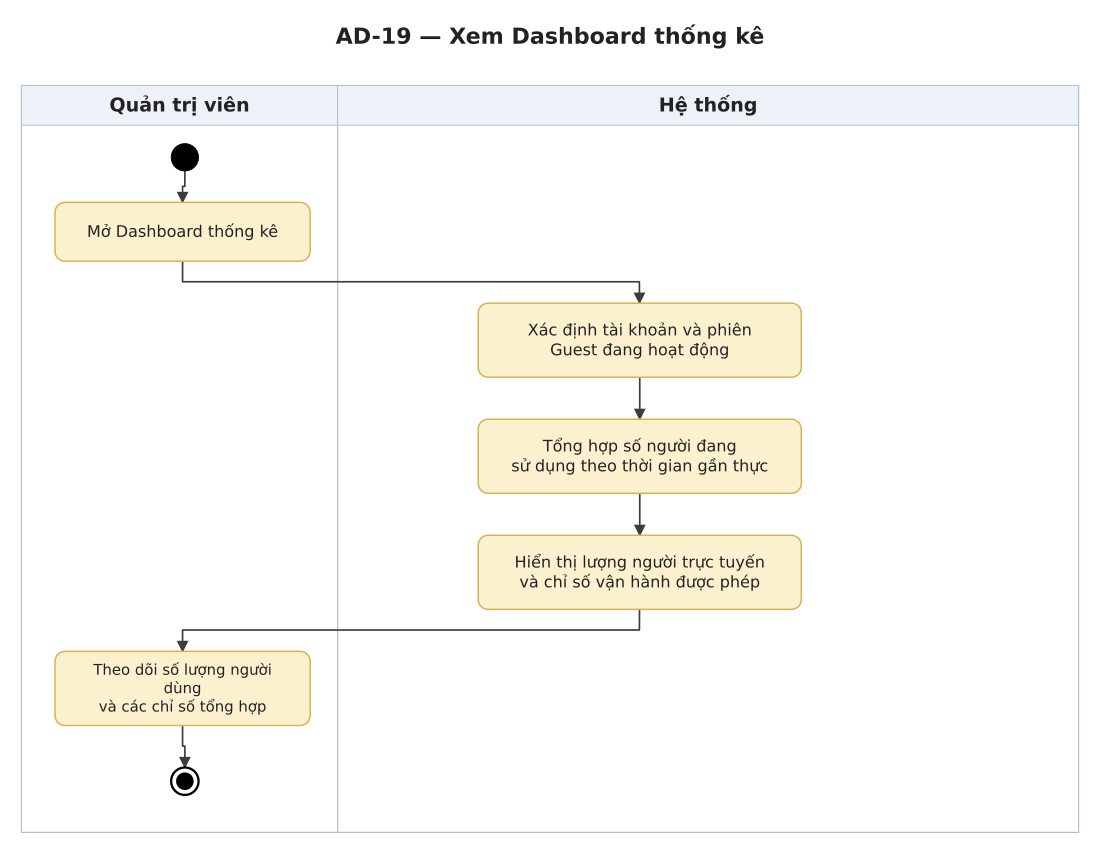 AD-19 — Xem Dashboard thống kê
Quản trị viên
Hệ thống
Mở Dashboard thống kê
Xác định tài khoản và phiên
Guest đang hoạt động
Tổng hợp số người đang
sử dụng theo thời gian gần thực
Hiển thị lượng người trực tuyến
và chỉ số vận hành được phép
Theo dõi số lượng người
dùng
và các chỉ số tổng hợp